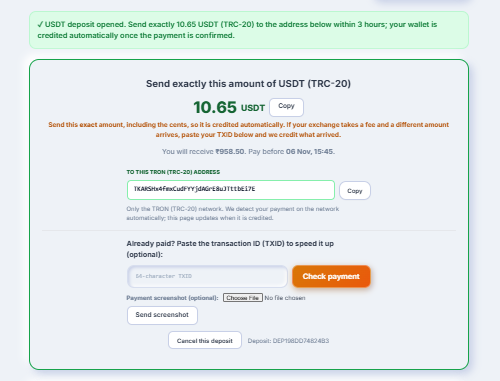 ✓ USDT deposit opened. Send exactly 10.65 USDT (TRC-20) to the address below within 3 hours; your wallet is
credited automatically once the payment is confirmed.
Send exactly this amount of USDT (TRC-20)
10.65 USDT Copy
Send this exact amount, including the cents, so it is credited automatically. If your exchange takes a fee and a different amount
arrives, paste your TXID below and we credit what arrived.
You will receive ₹958.50. Pay before 06 Nov, 15:45.
TO THIS TRON (TRC-20) ADDRESS
Copy
Only the TRON (TRC-20) network. We detect your payment on the network
automatically; this page updates when it is credited.
Already paid? Paste the transaction ID (TXID) to speed it up
(optional):
64-character TXID Check payment
Payment screenshot (optional): Choose File No file chosen
Send screenshot
Cancel this deposit Deposit: DEP198DD74824B3